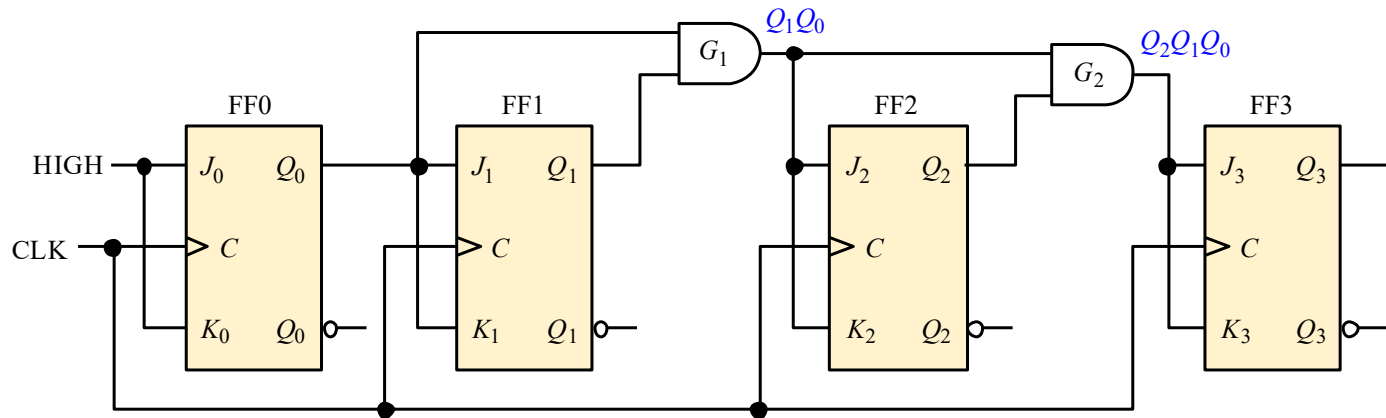 Q₁Q₀
G₁
Q₂Q₁Q₀
G₂
FF0 FF1 FF2 FF3
HIGH J₀ Q₀ J₁ Q₁ J₂ Q₂ J₃ Q₃
CLK C C C C
K₀ Q₀ K₁ Q₁ K₂ Q₂ K₃ Q₃